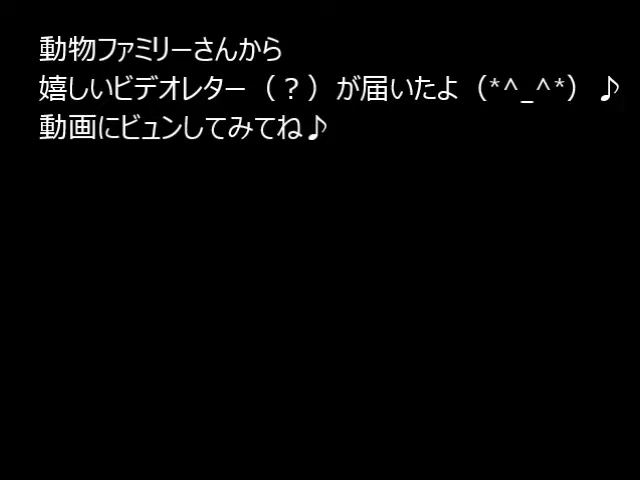 動物ファミリーさんから
嬉しいビデオレター（？）が届いたよ（*^_^*）♪
動画にビュンしてみてね♪